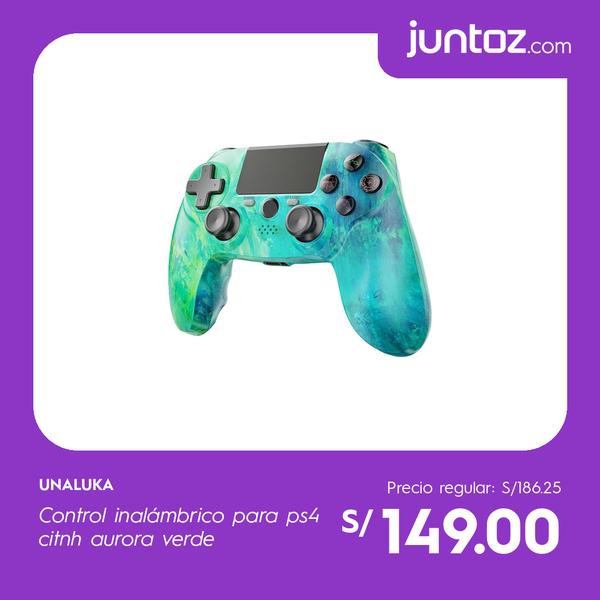 juntoz.com
UNALUKA
Control inalámbrico para ps4
citnh aurora verde
Precio regular: S/186.25
S/149.00